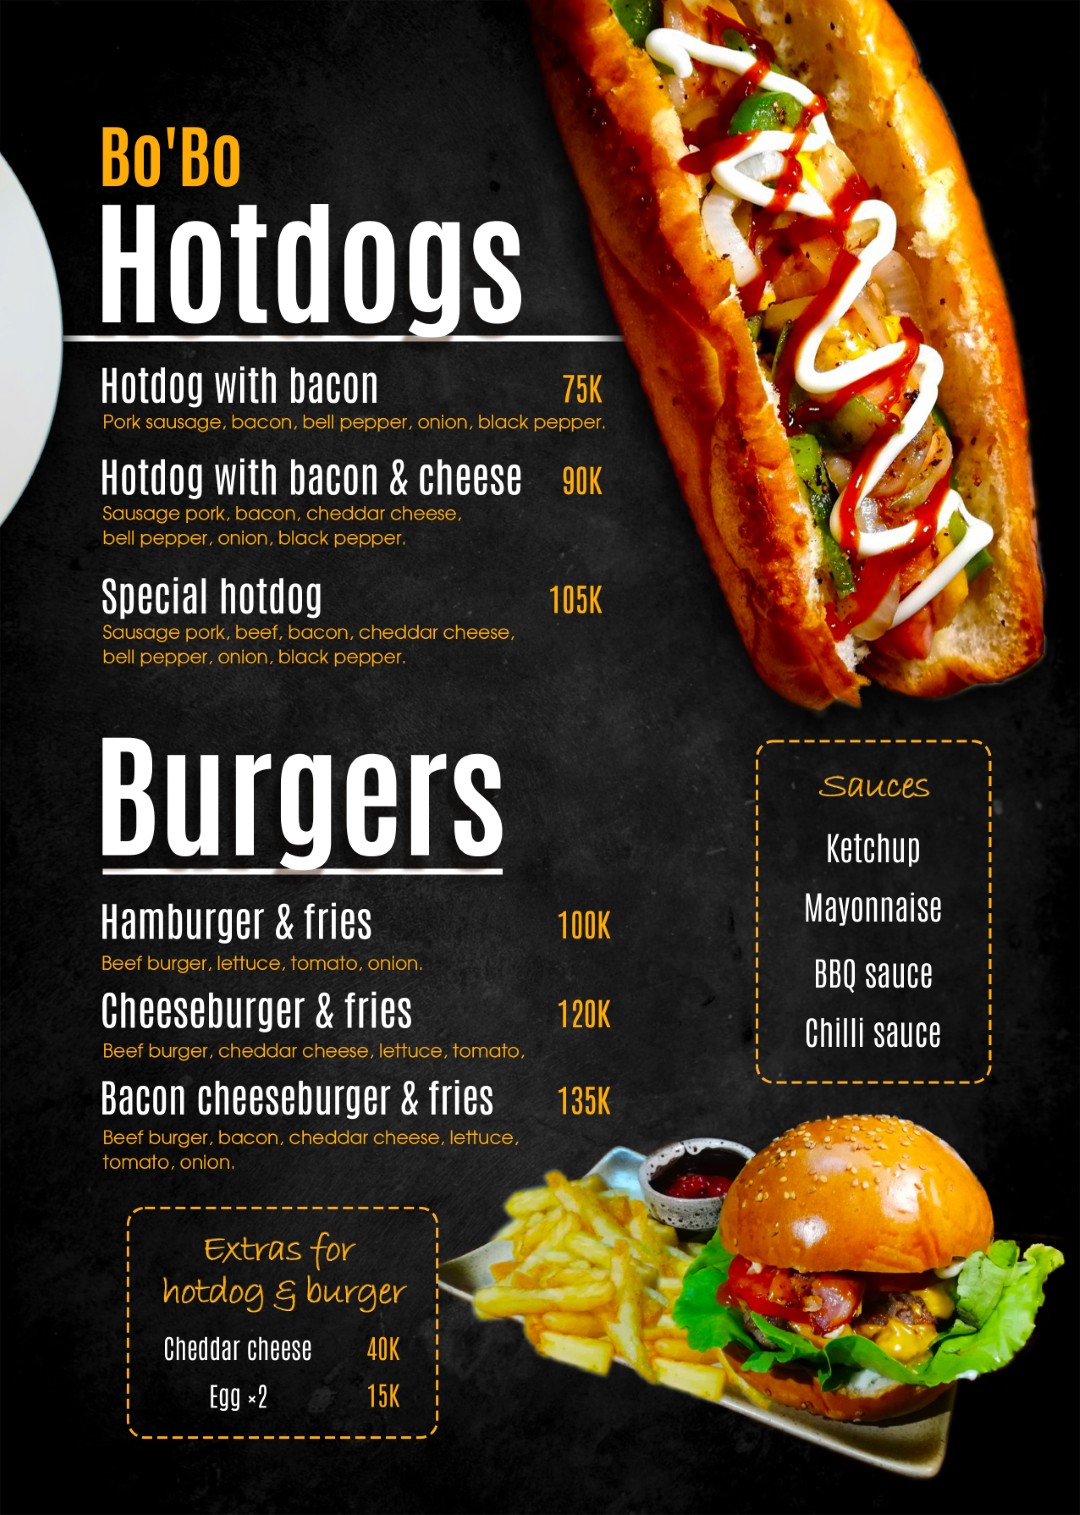 Bo'Bo
Hotdogs
Hotdog with bacon 75K
Pork sausage, bacon, bell pepper, onion, black pepper.
Hotdog with bacon & cheese 90K
Sausage pork, bacon, cheddar cheese,
bell pepper, onion, black pepper.
Special hotdog 105K
Sausage pork, beef, bacon, cheddar cheese,
bell pepper, onion, black pepper.
Burgers
Hamburger & fries 100K
Beef burger, lettuce, tomato, onion.
Cheeseburger & fries 120K
Beef burger, cheddar cheese, lettuce, tomato,
Bacon cheeseburger & fries 135K
Beef burger, bacon, cheddar cheese, lettuce,
tomato, onion.
Sauces
Ketchup
Mayonnaise
BBQ sauce
Chilli sauce
Extras for
hotdog & burger
Cheddar cheese 40K
Egg ×2 15K